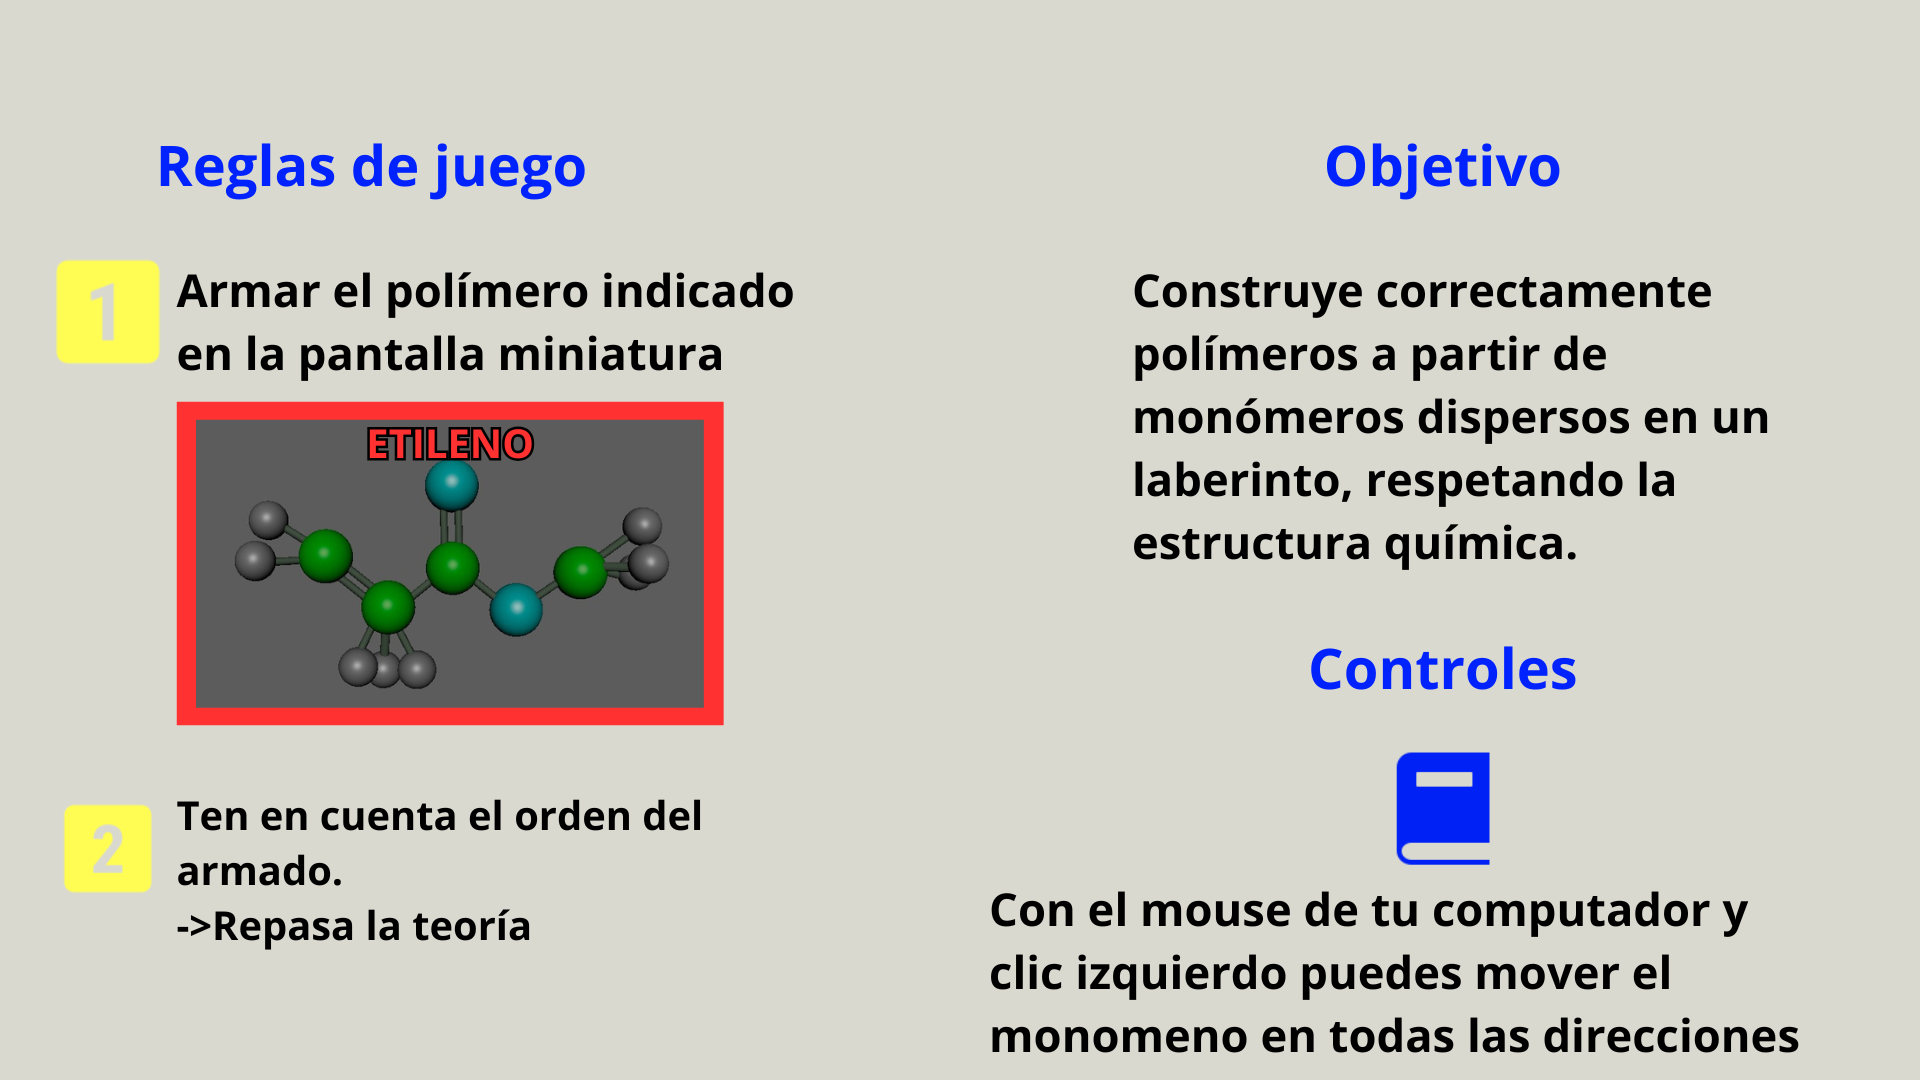 Reglas de juego
1
Armar el polímero indicado
en la pantalla miniatura
ETILENO
2
Ten en cuenta el orden del
armado.
->Repasa la teoría
Objetivo
Construye correctamente
polímeros a partir de
monómeros dispersos en un
laberinto, respetando la
estructura química.
Controles
Con el mouse de tu computador y
clic izquierdo puedes mover el
monomeno en todas las direcciones